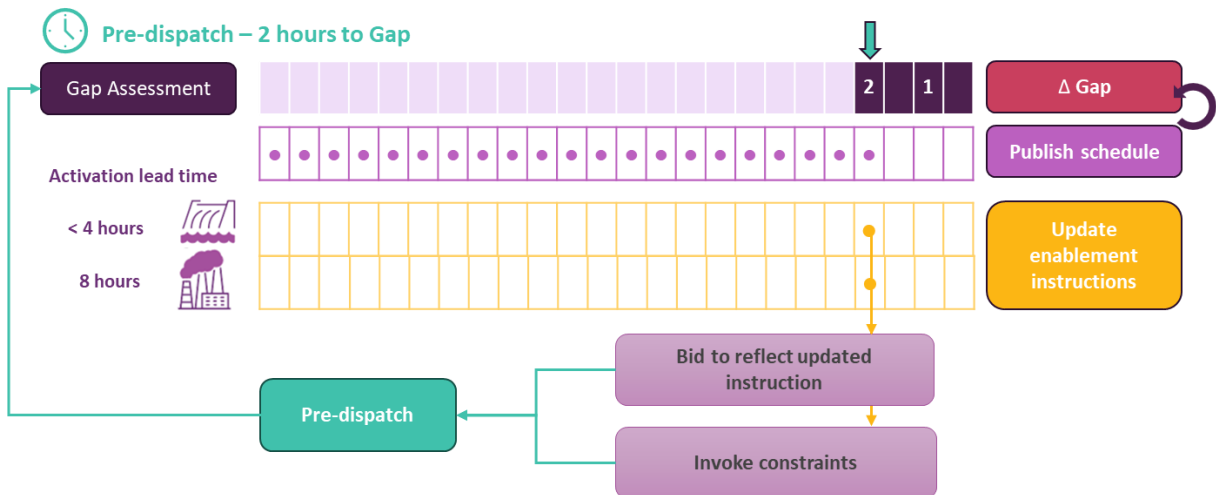 Pre-dispatch – 2 hours to Gap
Gap Assessment
2
1
Δ Gap
Publish schedule
Activation lead time
< 4 hours
8 hours
Update
enablement
instructions
Bid to reflect updated
instruction
Pre-dispatch
Invoke constraints